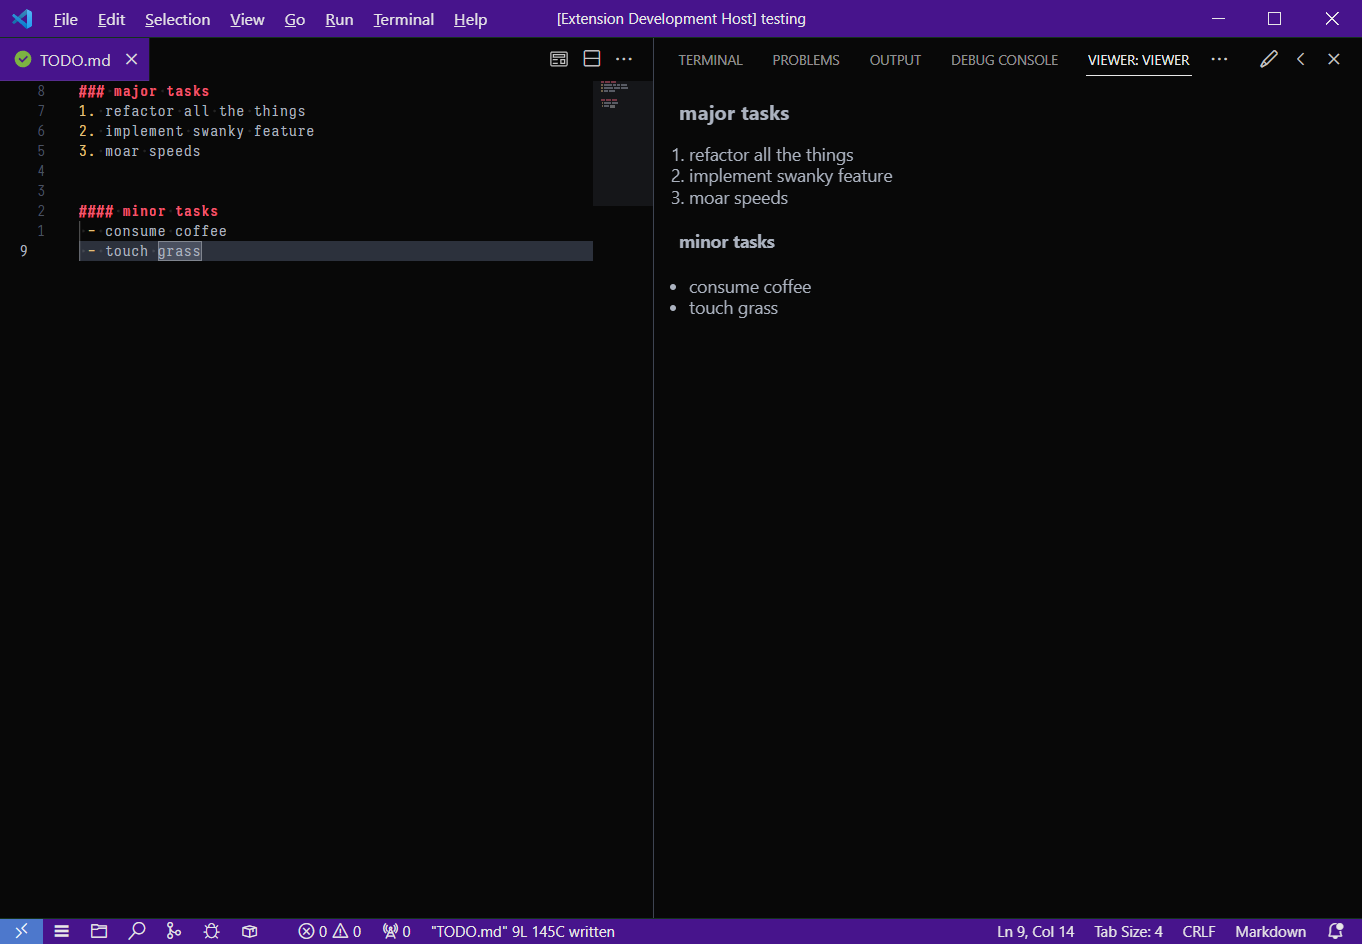 File Edit Selection View Go Run Terminal Help [Extension Development Host] testing
TODO.md
8 ### major tasks
7 1. refactor all the things
6 2. implement swanky feature
5 3. moar speeds
4
3
2 #### minor tasks
1 - consume coffee
9 - touch grass
TERMINAL PROBLEMS OUTPUT DEBUG CONSOLE VIEWER: VIEWER
major tasks
1. refactor all the things
2. implement swanky feature
3. moar speeds
minor tasks
• consume coffee
• touch grass
0 0 0 "TODO.md" 9L 145C written Ln 9, Col 14 Tab Size: 4 CRLF Markdown